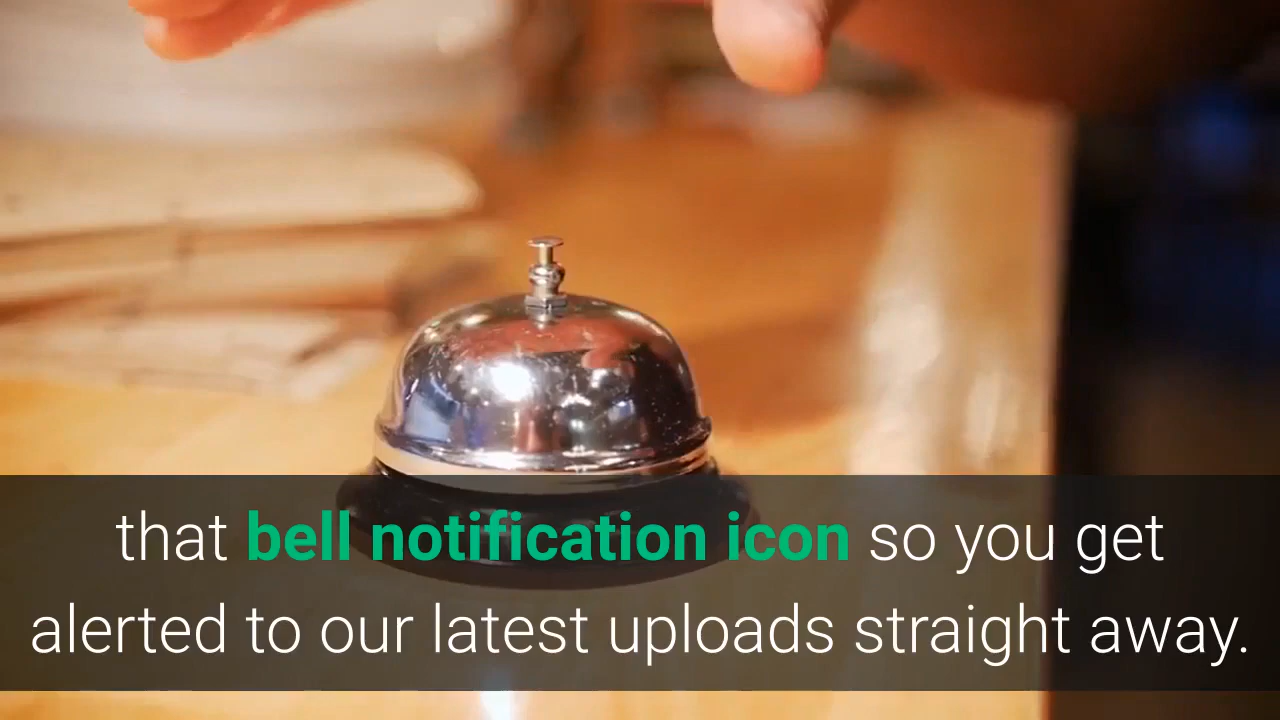 that bell notification icon so you get
alerted to our latest uploads straight away.